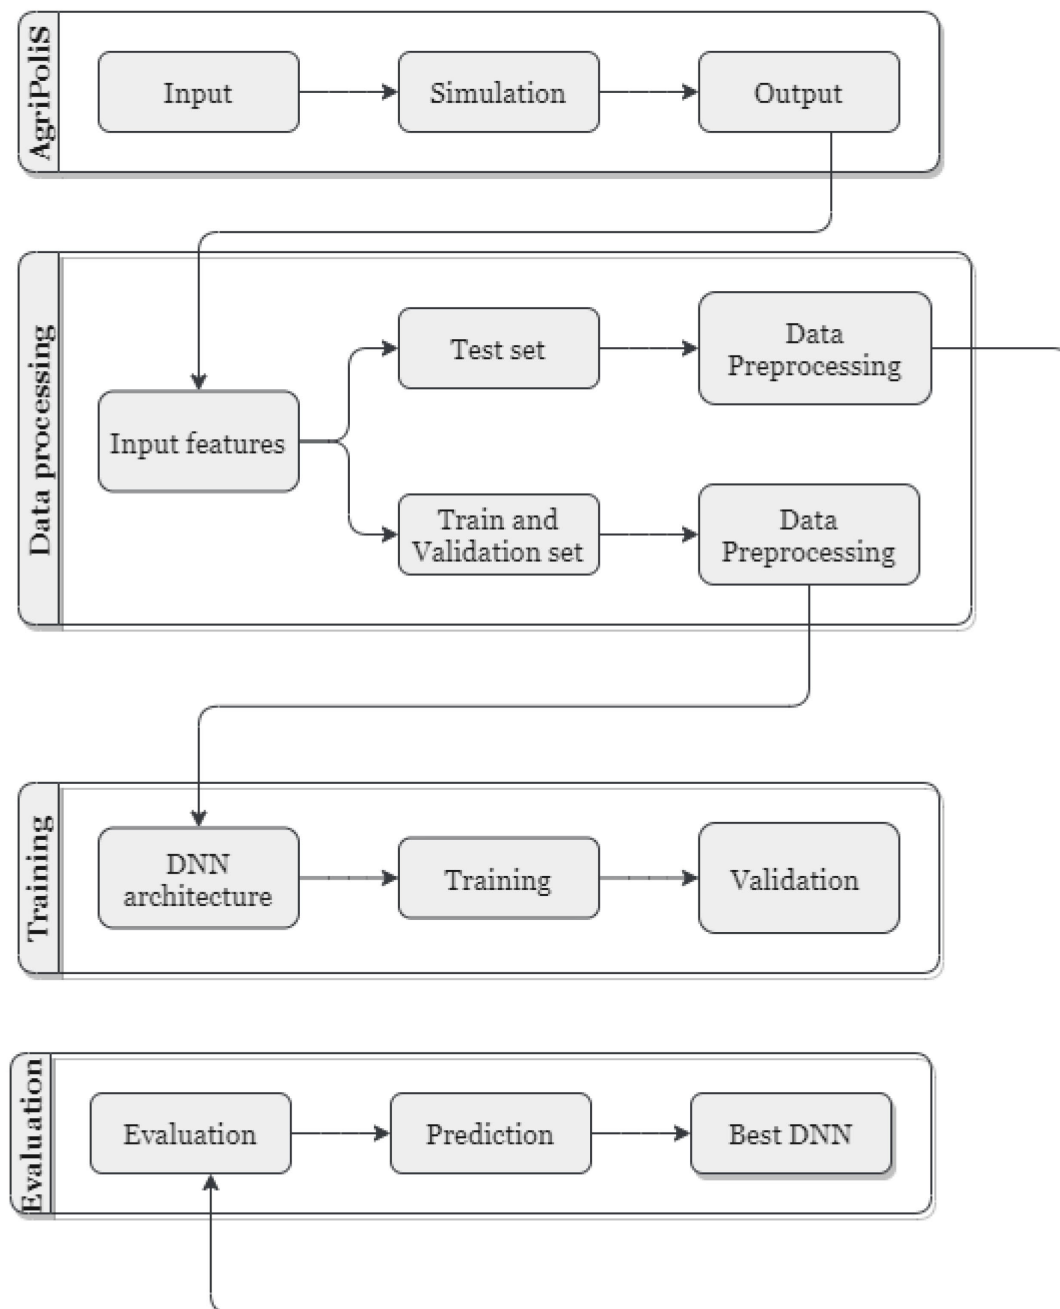 AgriPoliS
Input
Simulation
Output
Data processing
Input features
Test set
Data
Preprocessing
Train and
Validation set
Data
Preprocessing
Training
DNN
architecture
Training
Validation
Evaluation
Evaluation
Prediction
Best DNN